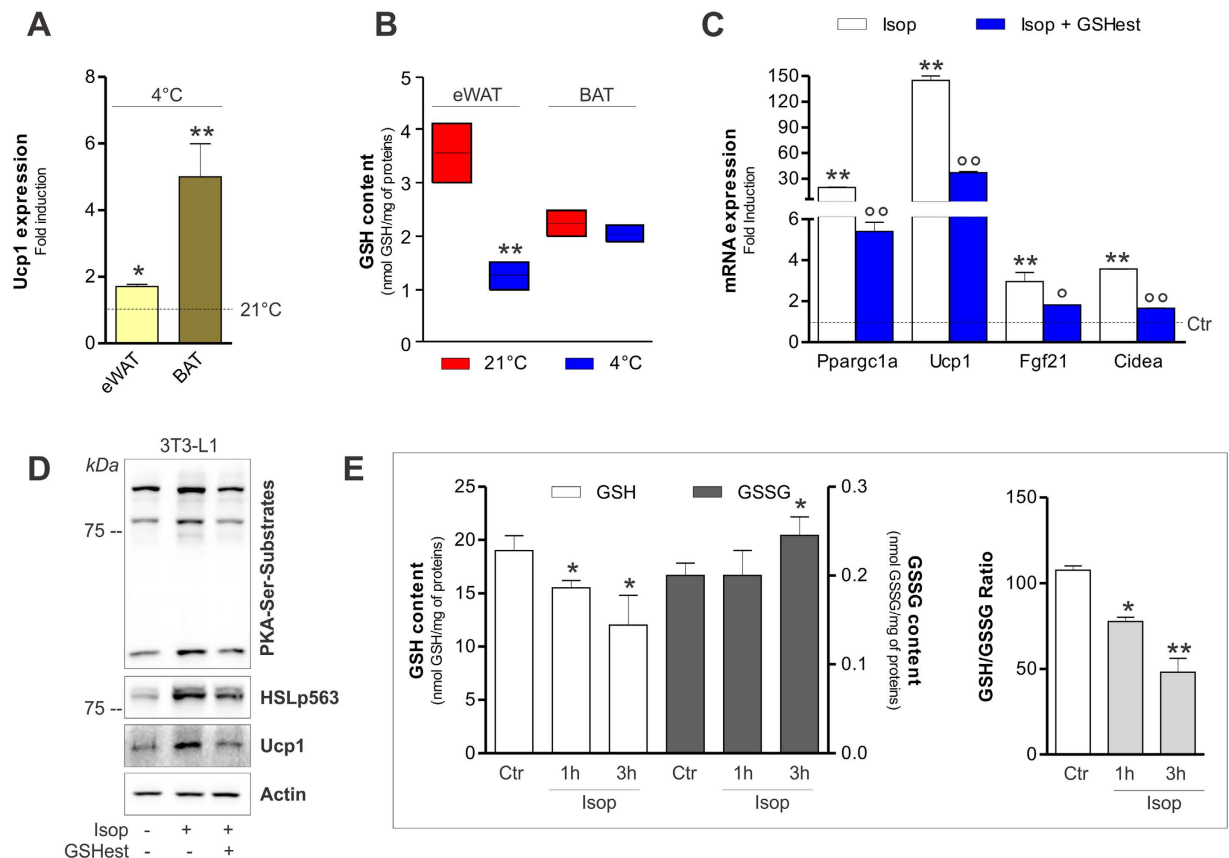 A
8
6
4
2
0
Ucp1 expression
Fold induction
4°C
*
**
21°C
eWAT
BAT
B
5
4
3
2
1
0
GSH content
(nmol GSH/mg of proteins)
eWAT
BAT
**
21°C
4°C
C
Isop
Isop + GSHest
150
120
90
60
30
6
4
2
0
mRNA expression
Fold Induction
**
°°
**
°°
**
°
**
°°
Ctr
Ppargc1a
Ucp1
Fgf21
Cidea
D
3T3-L1
kDa
75 --
PKA-Ser-Substrates
75 --
HSLp563
Ucp1
Actin
Isop - + +
GSHest - - +
E
GSH
GSSG
25
20
15
10
5
0
GSH content
(nmol GSH/mg of proteins)
*
*
*
0.3
0.2
0.1
0.0
GSSG content
(nmol GSSG/mg of proteins)
Ctr
1h
3h
Ctr
1h
3h
Isop
Isop
150
100
50
0
GSH/GSSG Ratio
*
**
Ctr
1h
3h
Isop